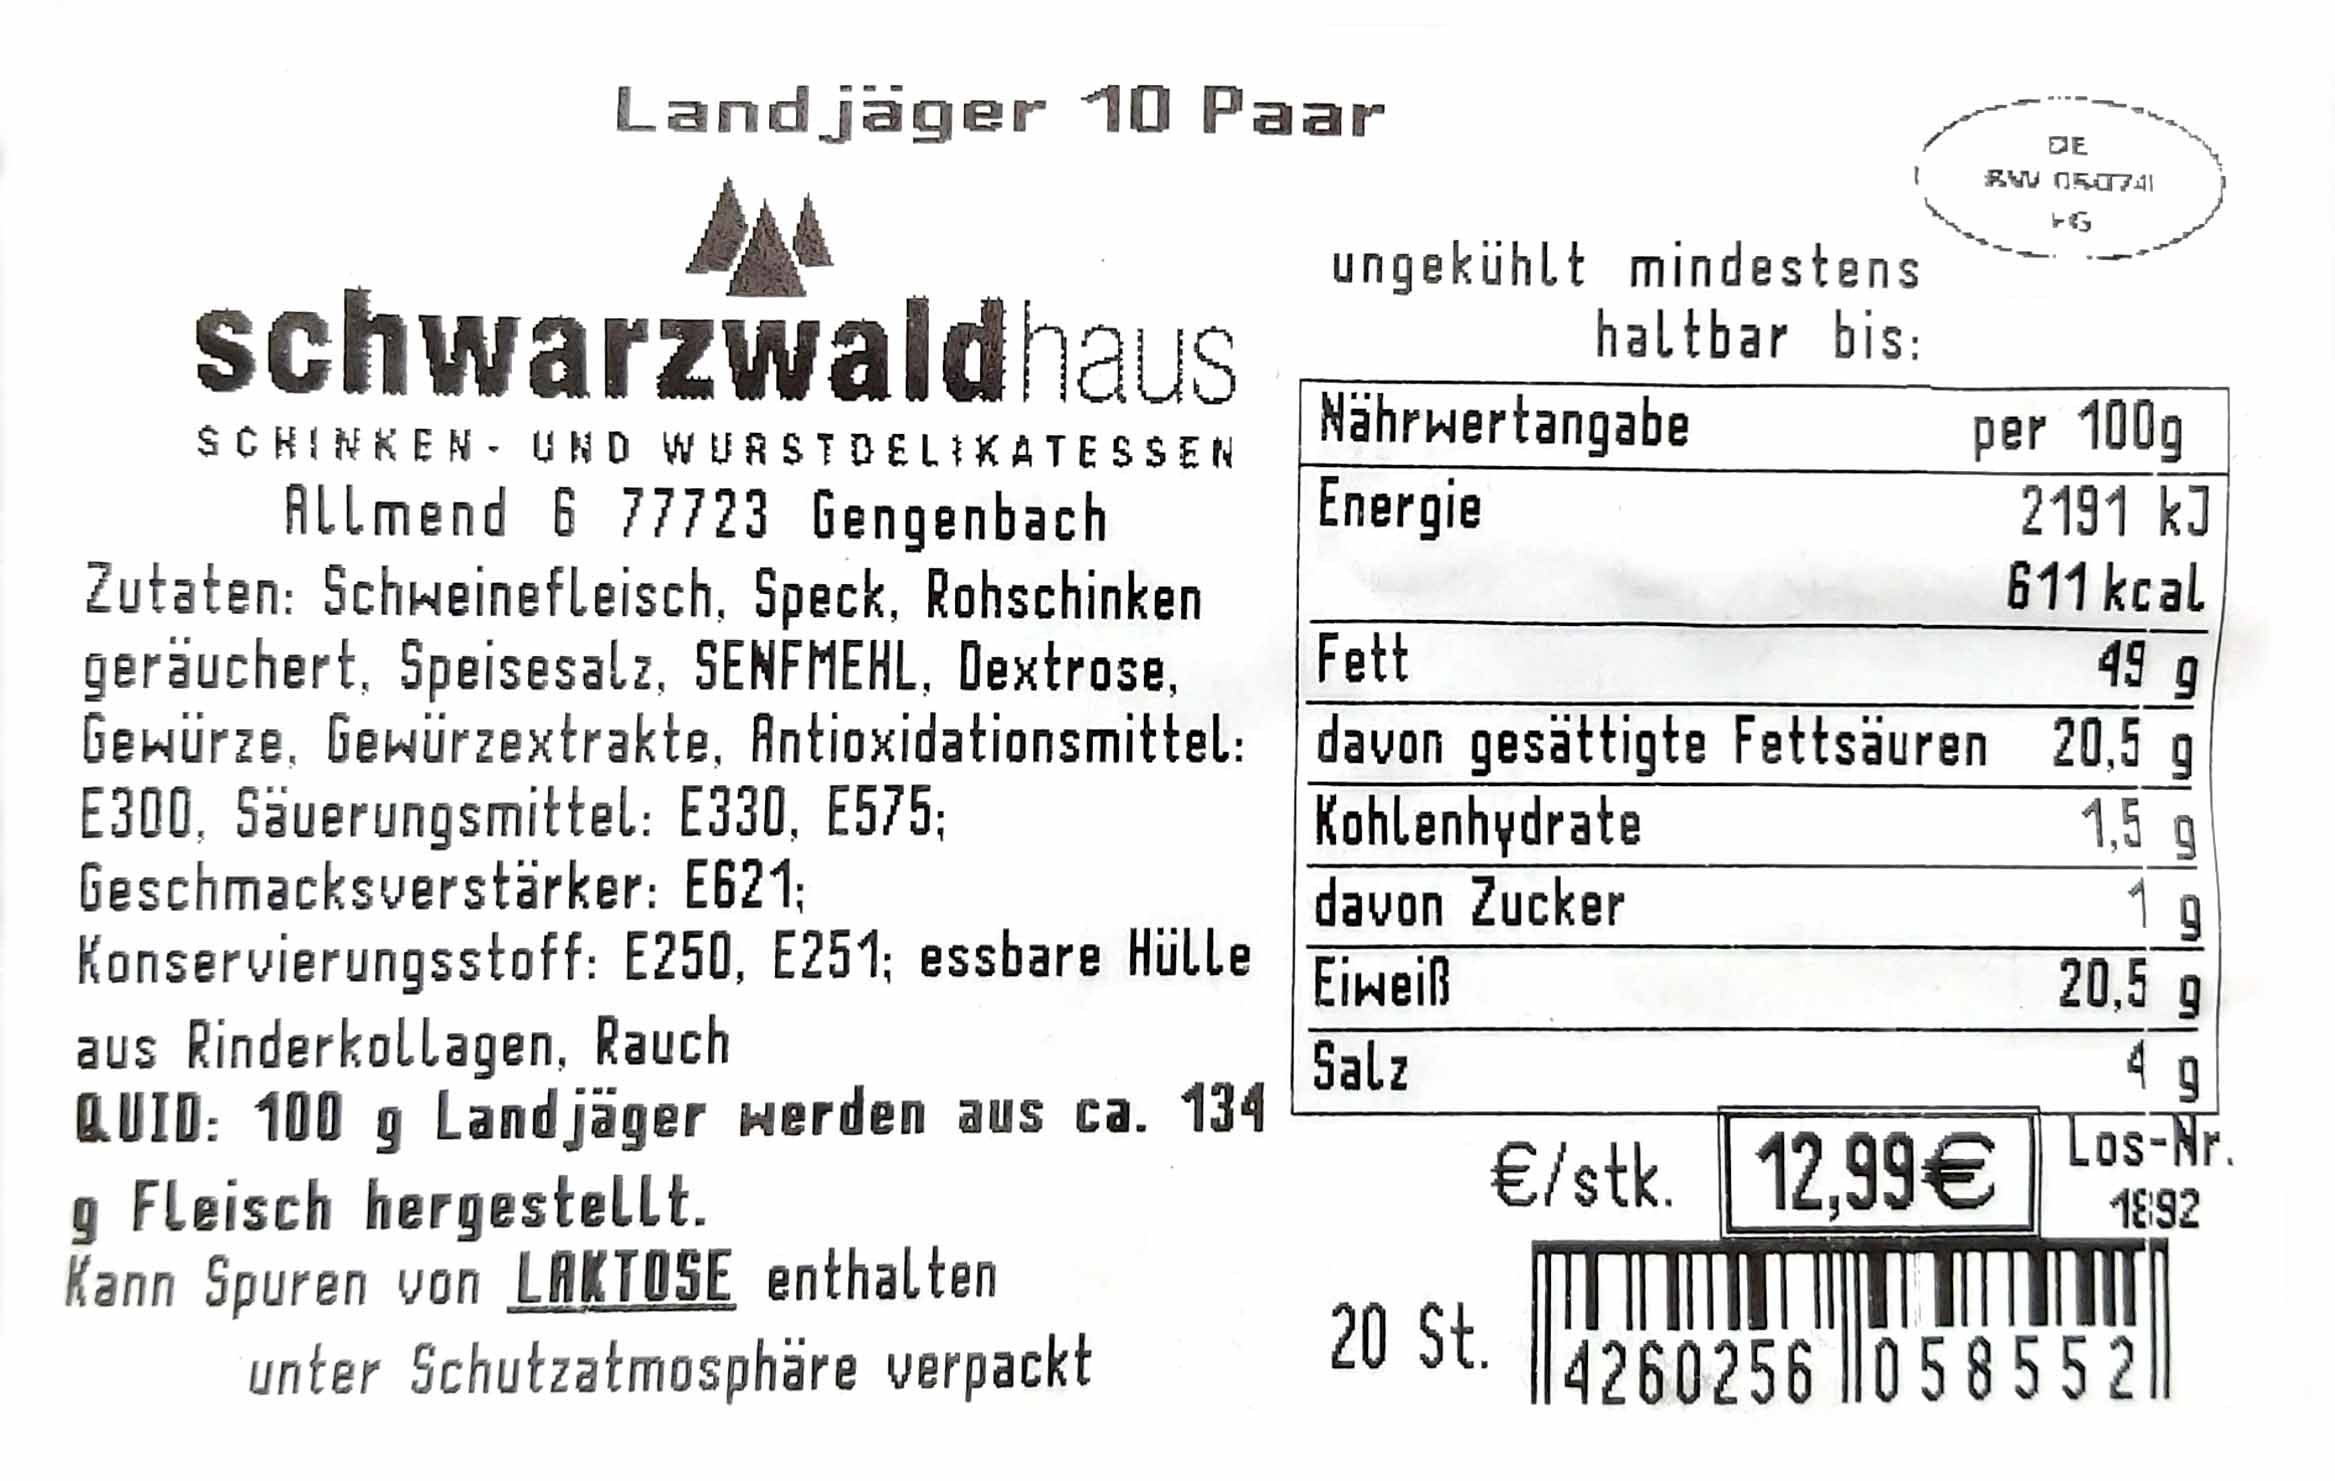 Landjäger 10 Paar
schwarzwaldhaus
SCHINKEN- UND WURSTDELIKATESSEN
Allmend 6 77723 Gengenbach
Zutaten: Schweinefleisch, Speck, Rohschinken
geräuchert, Speisesalz, SENFMEHL, Dextrose,
Gewürze, Gewürzextrakte, Antioxidationsmittel:
E300, Säuerungsmittel: E330, E575;
Geschmacksverstärker: E621;
Konservierungsstoff: E250, E251; essbare Hülle
aus Rinderkollagen, Rauch
QUID: 100 g Landjäger werden aus ca. 134
g Fleisch hergestellt.
Kann Spuren von LAKTOSE enthalten
unter Schutzatmosphäre verpackt
DE
ungekühlt mindestens
haltbar bis:
Nährwertangabe per 100g
Energie 2191 kJ
611 kcal
Fett 49 g
davon gesättigte Fettsäuren 20,5 g
Kohlenhydrate 1,5 g
davon Zucker 1 g
Eiweiß 20,5 g
Salz 4 g
€/stk. 12,99€
Los-Nr.
20 St.
4260256 058552